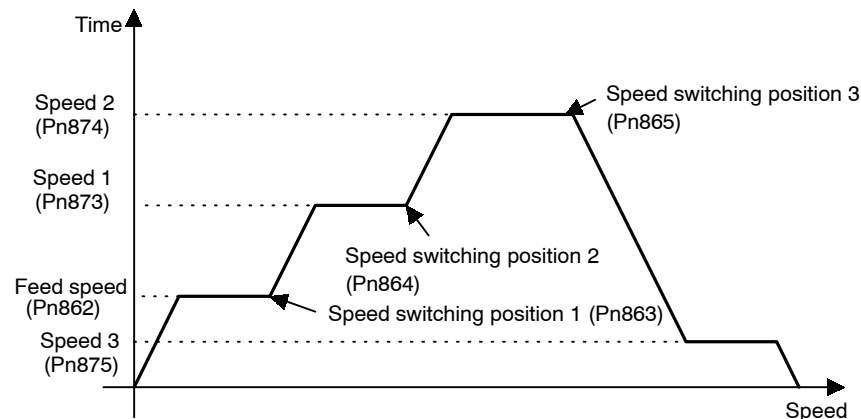 Time
Speed 2
(Pn874)
Speed switching position 3
(Pn865)
Speed 1
(Pn873)
Speed switching position 2
(Pn864)
Feed speed
(Pn862)
Speed switching position 1 (Pn863)
Speed 3
(Pn875)
Speed